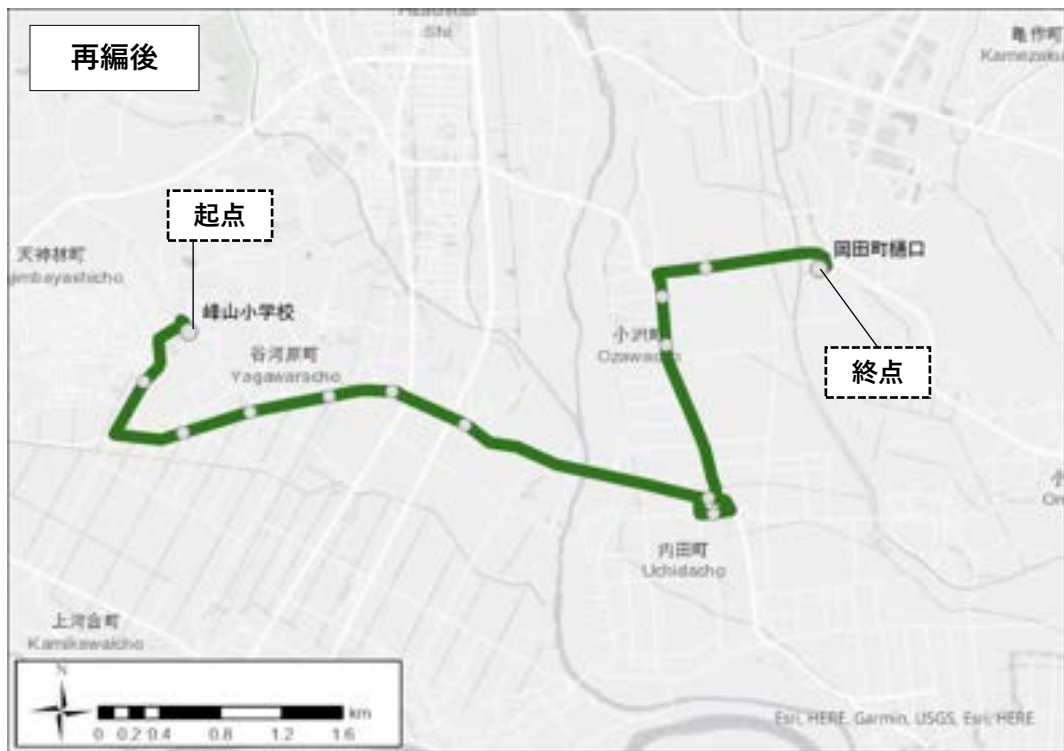 再編後
Shi
亀作町
起点
天神林町
岡田町樋口
峰山小学校
小沢町
Ozawacho
谷河原町
Yagawaracho
終点
内田町
Uchidacho
上河合町
Kamikawaicho
N
km
0 0.2 0.4 0.8 1.2 1.6
Esri, HERE, Garmin, USGS, Esri, HERE